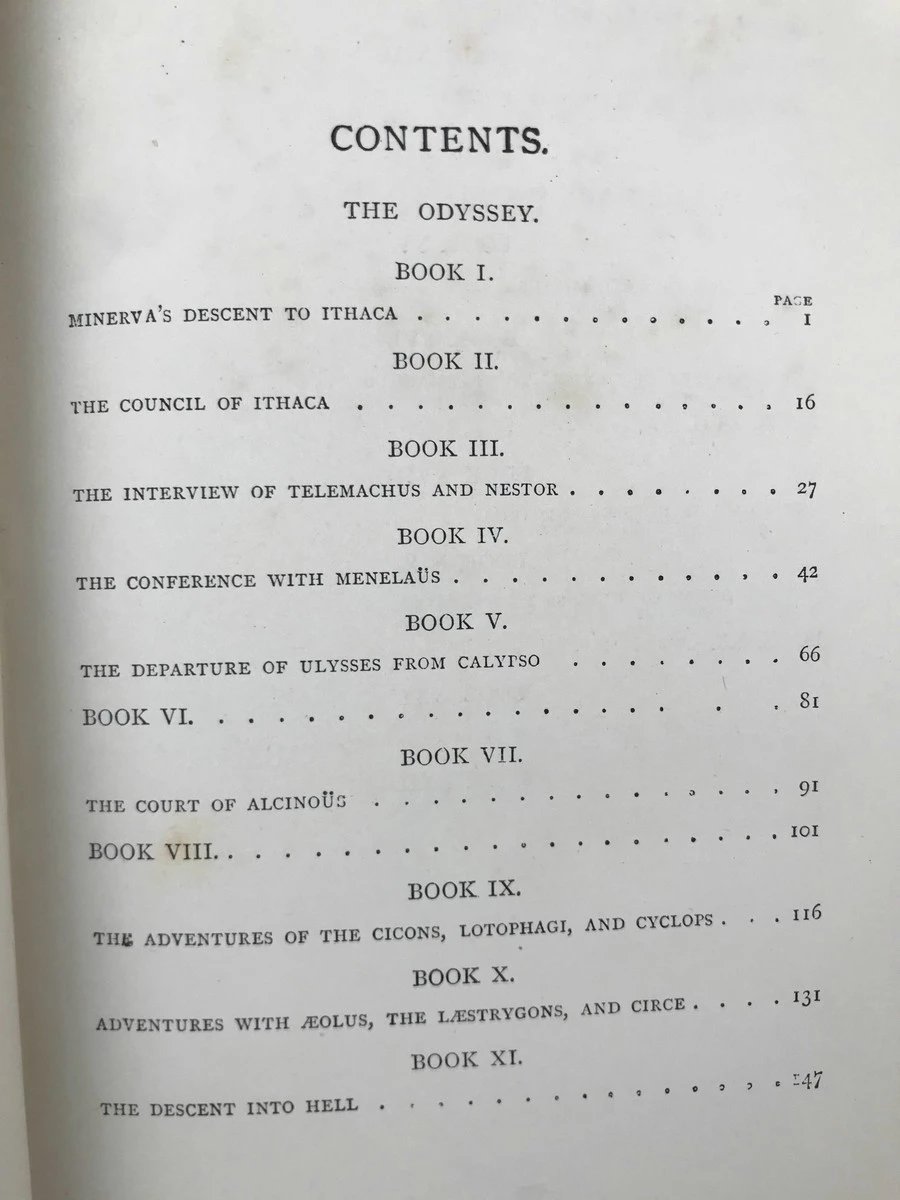 CONTENTS.
THE ODYSSEY.
BOOK I.
PAGE
MINERVA'S DESCENT TO ITHACA . . . . . . . . . . . . . 1
BOOK II.
THE COUNCIL OF ITHACA . . . . . . . . . . . . . . . 16
BOOK III.
THE INTERVIEW OF TELEMACHUS AND NESTOR . . . . . . . . 27
BOOK IV.
THE CONFERENCE WITH MENELAÜS . . . . . . . . . . . . 42
BOOK V.
THE DEPARTURE OF ULYSSES FROM CALYPSO . . . . . . . . 66
BOOK VI. . . . . . . . . . . . . . . . . . . 81
BOOK VII.
THE COURT OF ALCINOÜS . . . . . . . . . . . . . . 91
BOOK VIII. . . . . . . . . . . . . . . . . . . . 101
BOOK IX.
THE ADVENTURES OF THE CICONS, LOTOPHAGI, AND CYCLOPS . . . 116
BOOK X.
ADVENTURES WITH ÆOLUS, THE LÆSTRYGONS, AND CIRCE . . . . 131
BOOK XI.
THE DESCENT INTO HELL . . . . . . . . . . . . . . 147